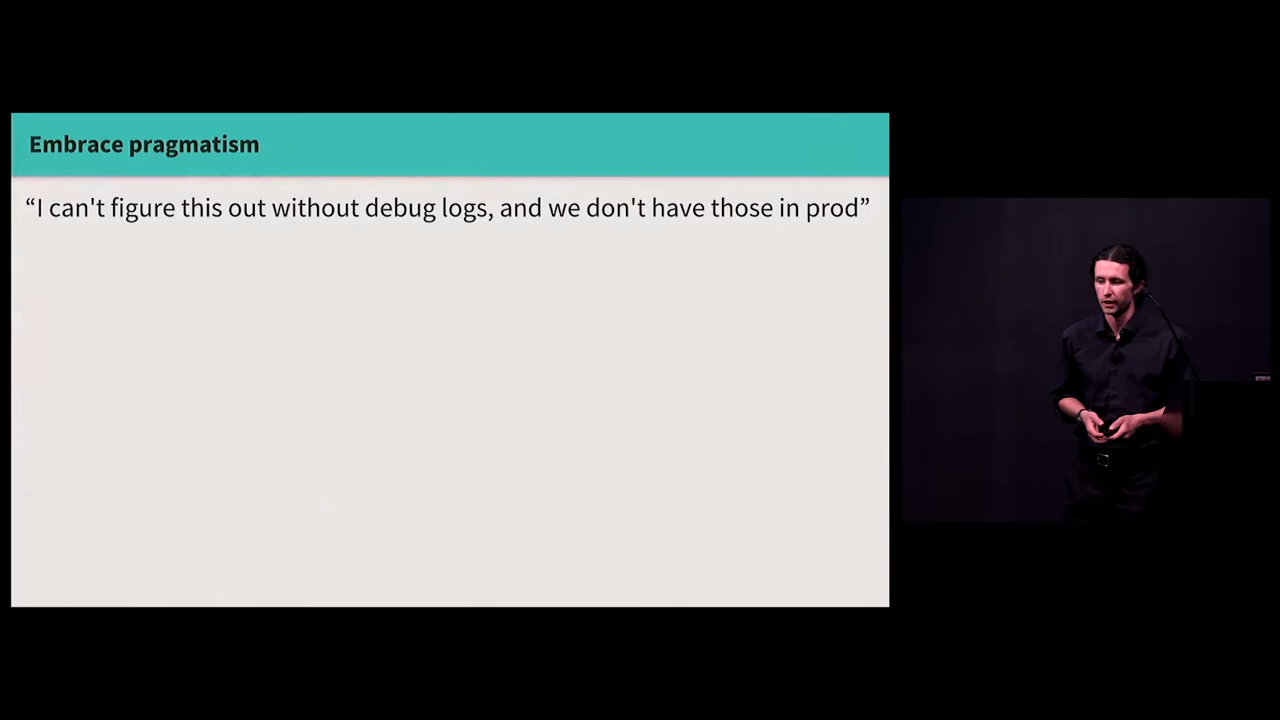 Embrace pragmatism
“I can't figure this out without debug logs, and we don't have those in prod”